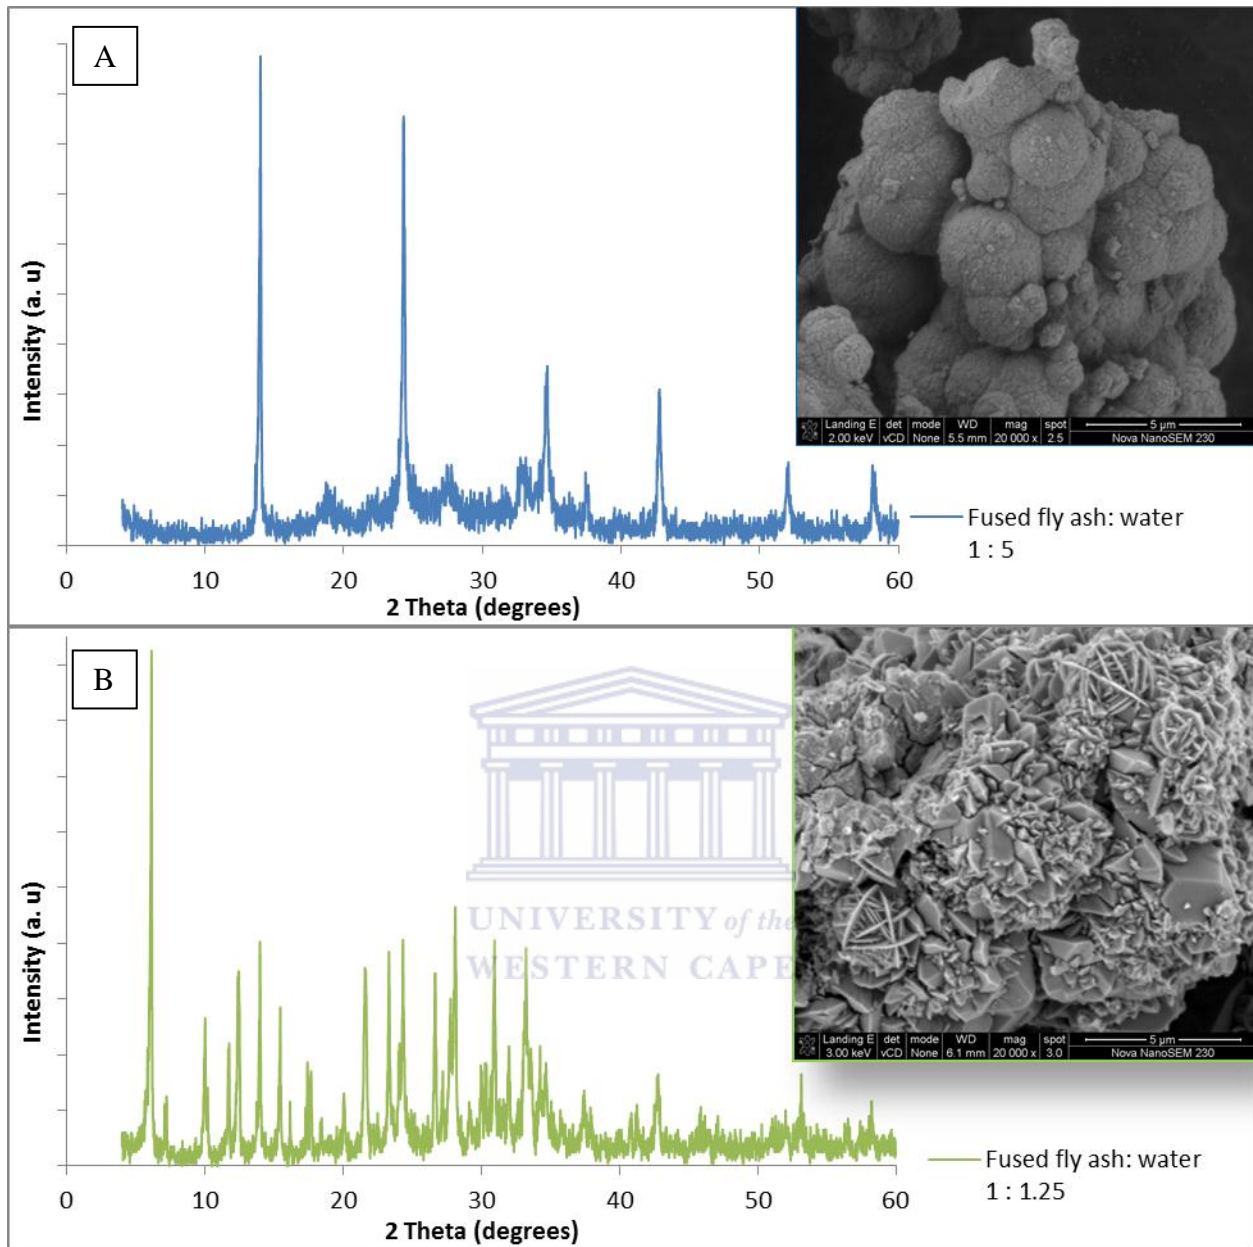 A
Intensity (a. u)
0 10 20 30 40 50 60
2 Theta (degrees)
Landing E det mode WD mag spot 5 µm
2.00 keV vCD None 5.5 mm 20 000 x 2.5 Nova NanoSEM 230
Fused fly ash: water
1 : 5
B
Intensity (a. u)
0 10 20 30 40 50 60
2 Theta (degrees)
UNIVERSITY of the
WESTERN CAPE
Landing E det mode WD mag spot 5 µm
3.00 keV vCD None 6.1 mm 20 000 x 3.0 Nova NanoSEM 230
Fused fly ash: water
1 : 1.25